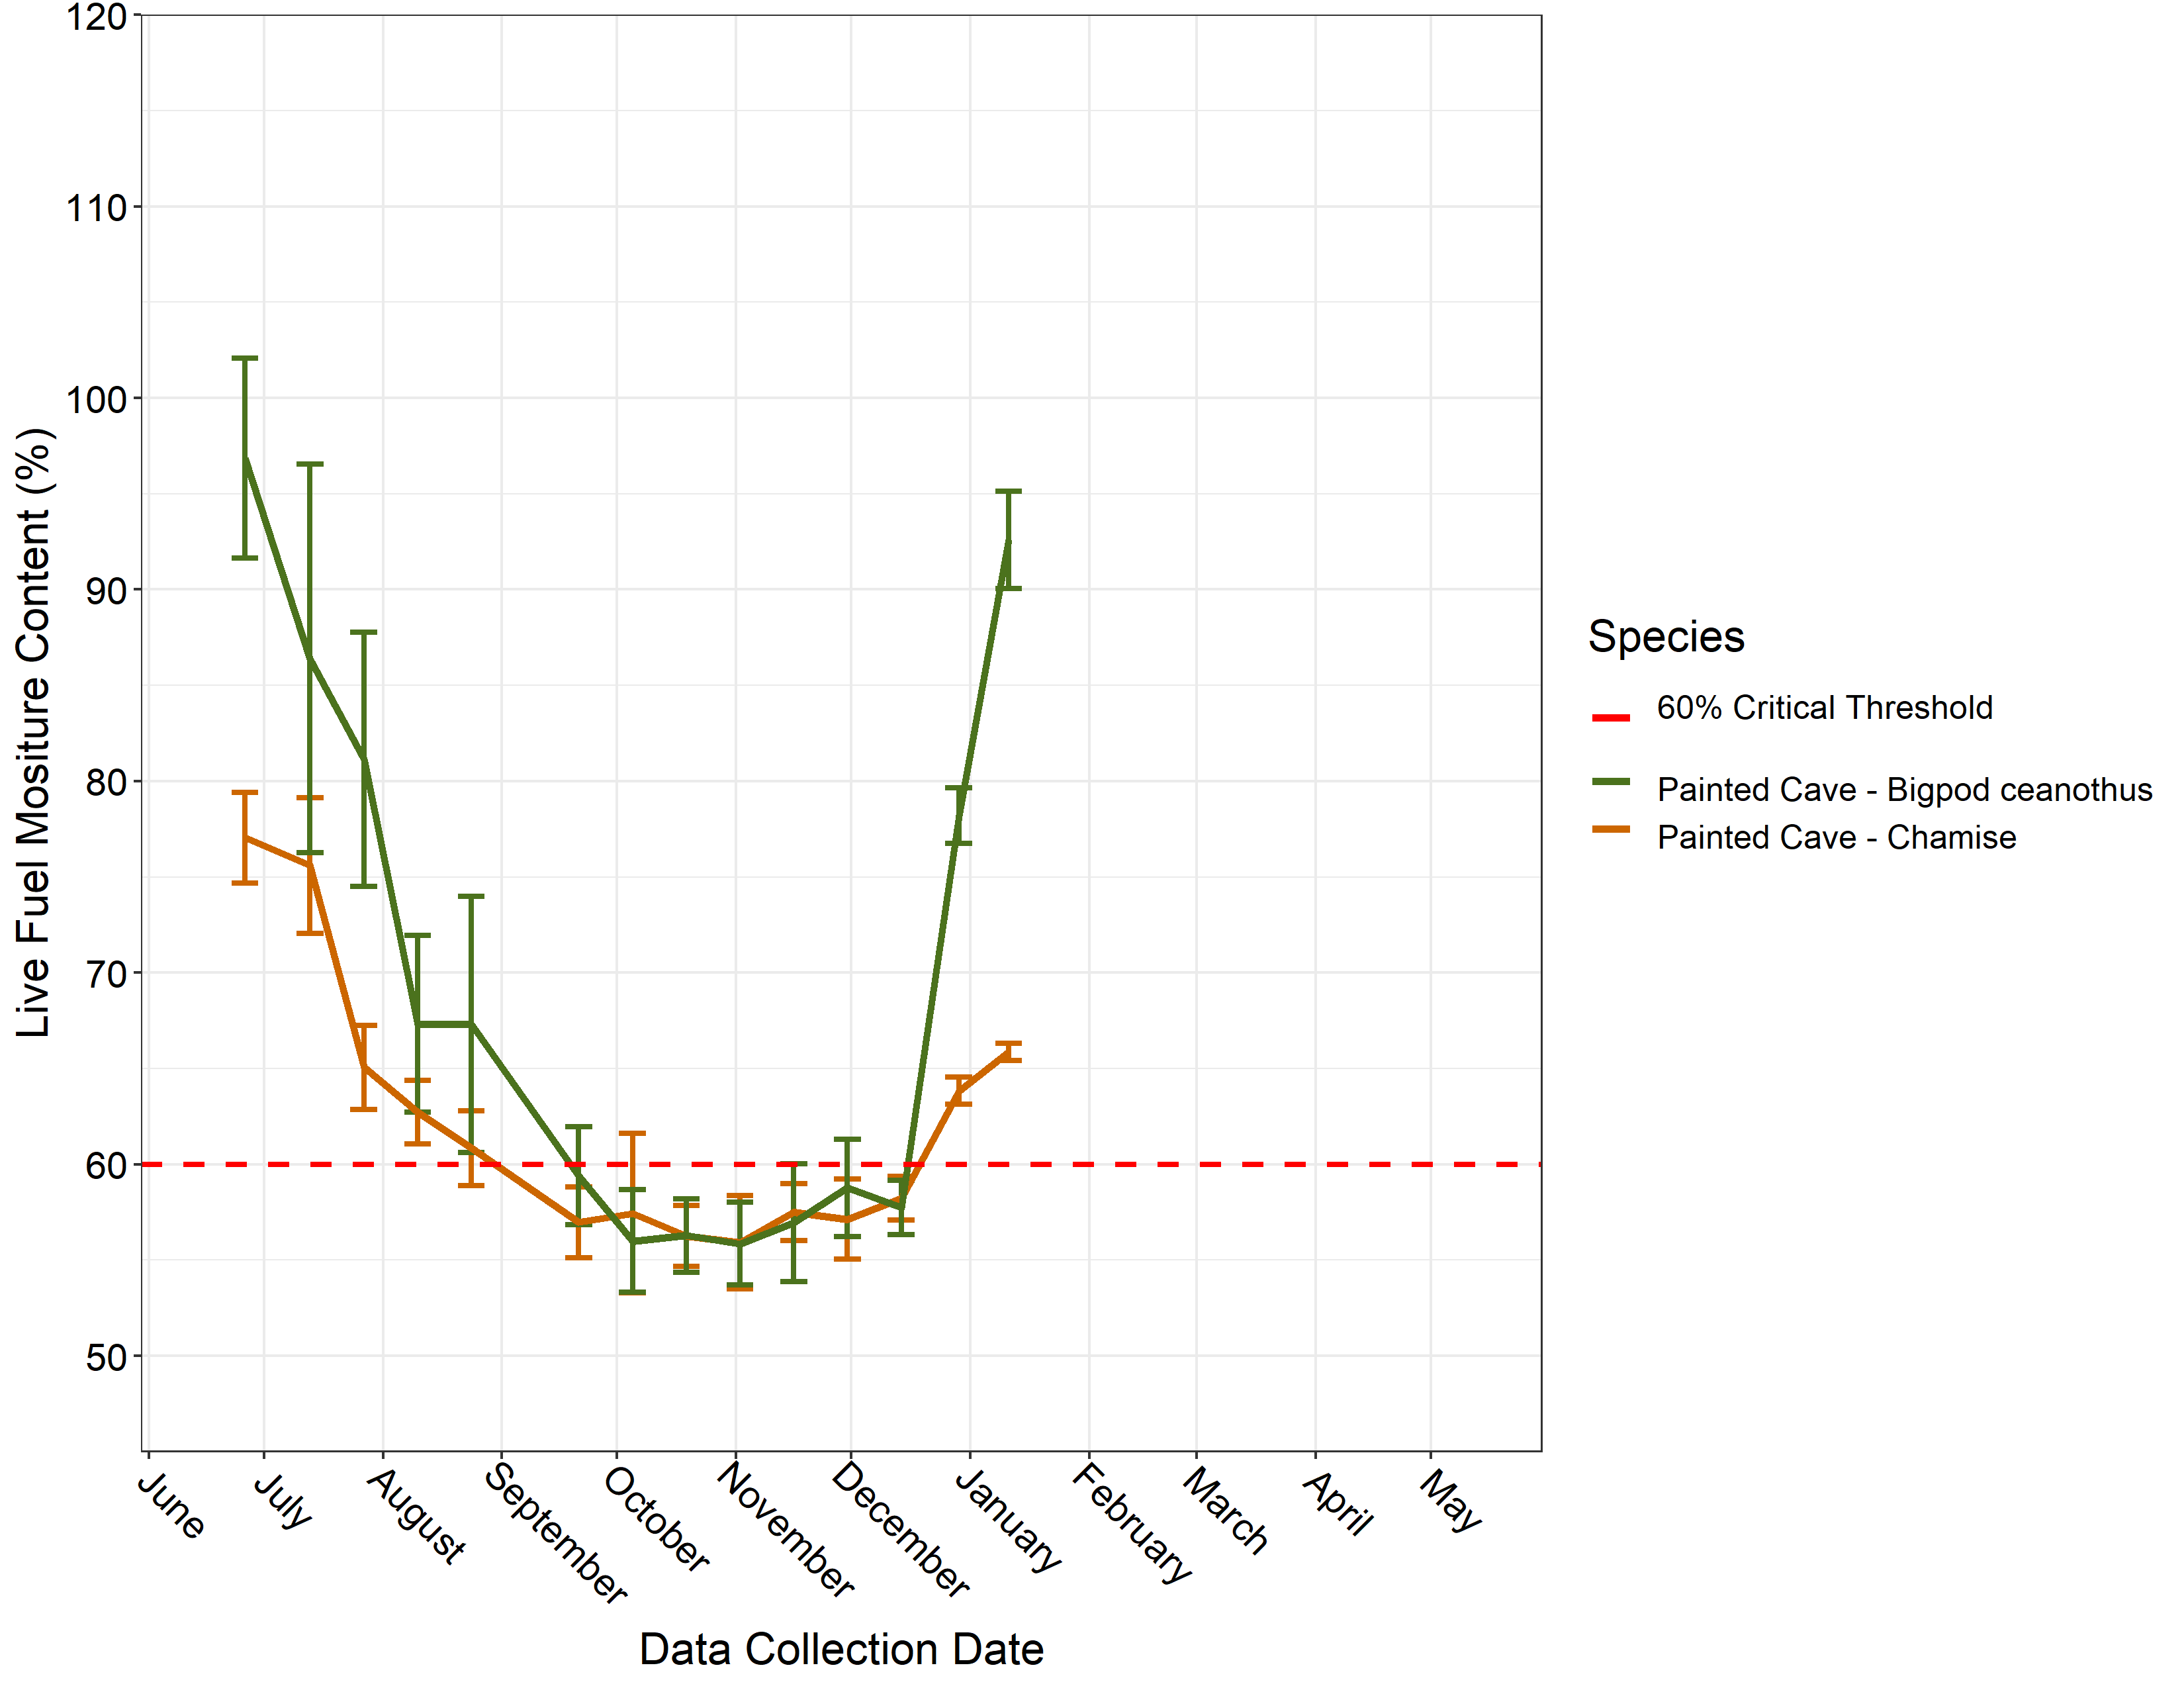 Live Fuel Mositure Content (%)
120
110
100
90
80
70
60
50
June
July
August
September
October
November
December
January
February
March
April
May
Data Collection Date
Species
60% Critical Threshold
Painted Cave - Bigpod ceanothus
Painted Cave - Chamise